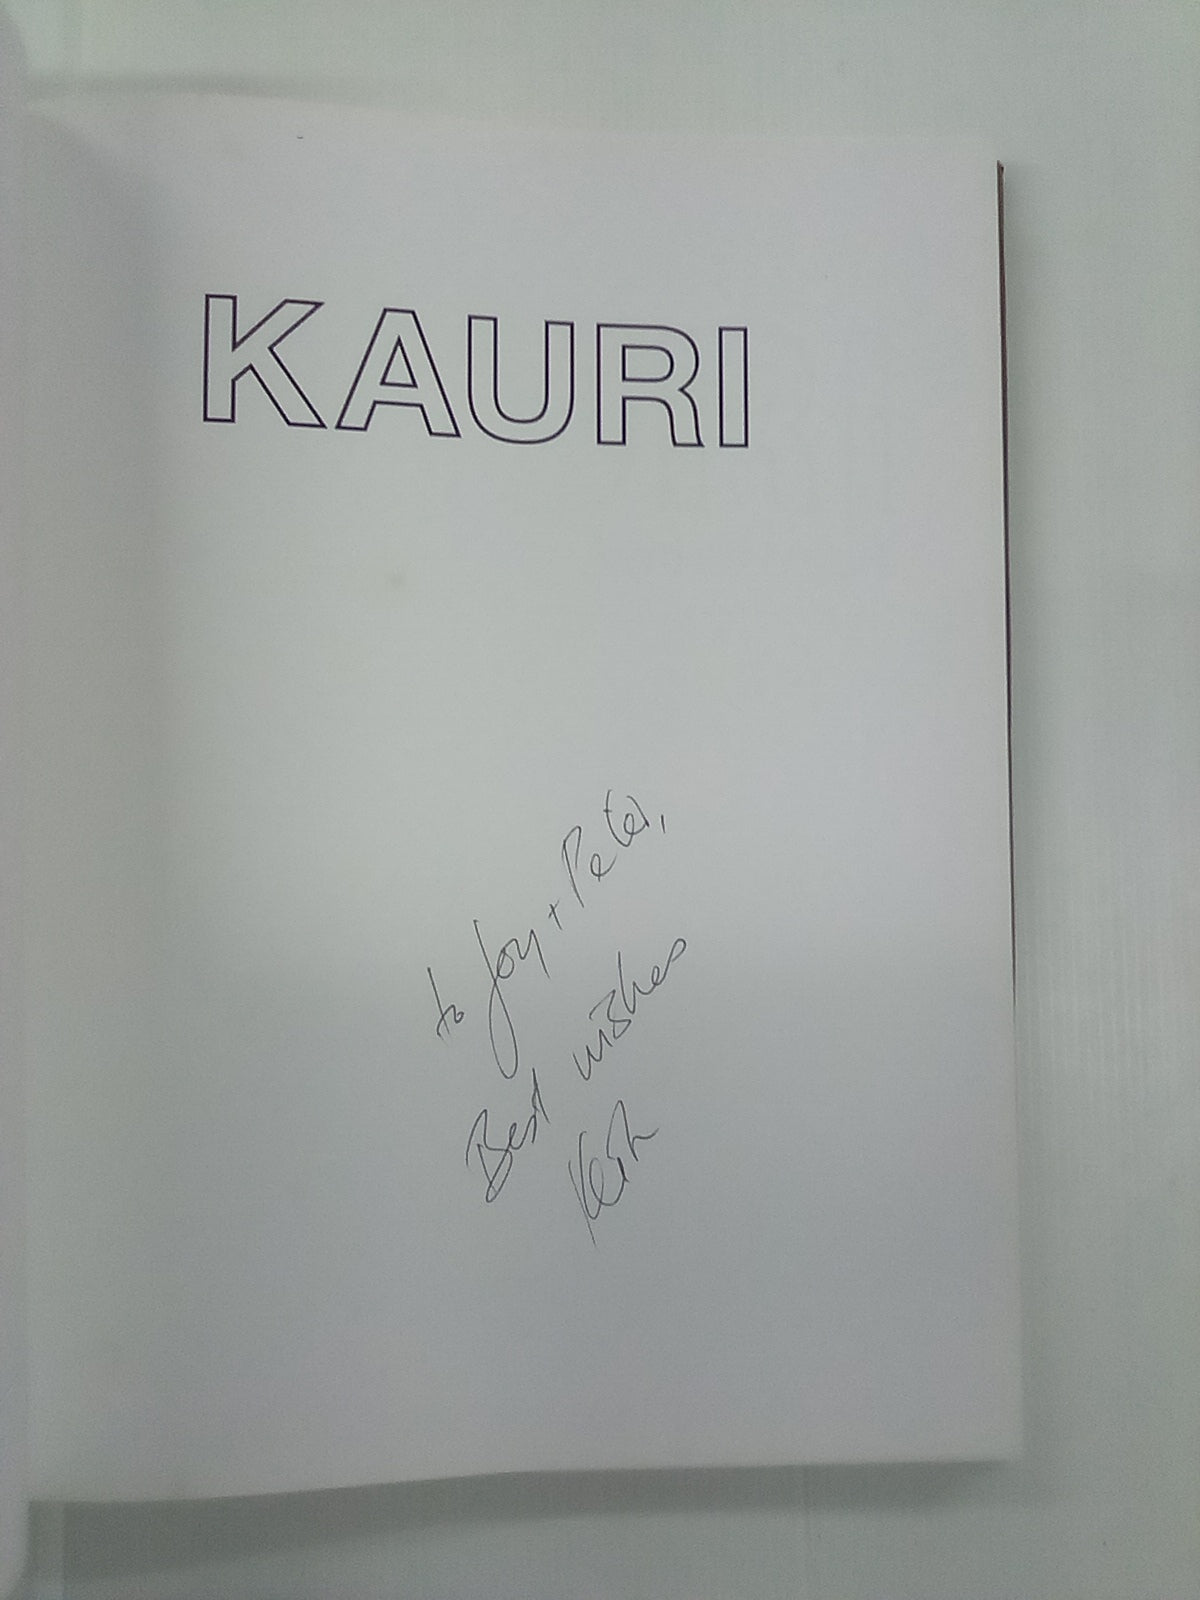 KAURI
to Joy + Peter,
Best wishes
Keith